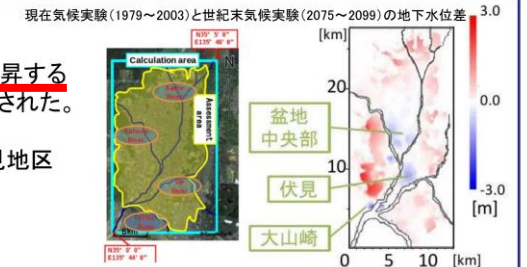 現在気候実験(1979～2003)と世紀末気候実験(2075～2099)の地下水位差
昇する
された。
見地区
N35° 5' 0"
E135° 48' 0"
Calculation area
N
Assessment
area
5km
N35° 0' 0"
E135° 44' 0"
[km]
20
10
0
0
5
10
[km]
盆地
中央部
伏見
大山崎
3.0
0.0
-3.0
[m]